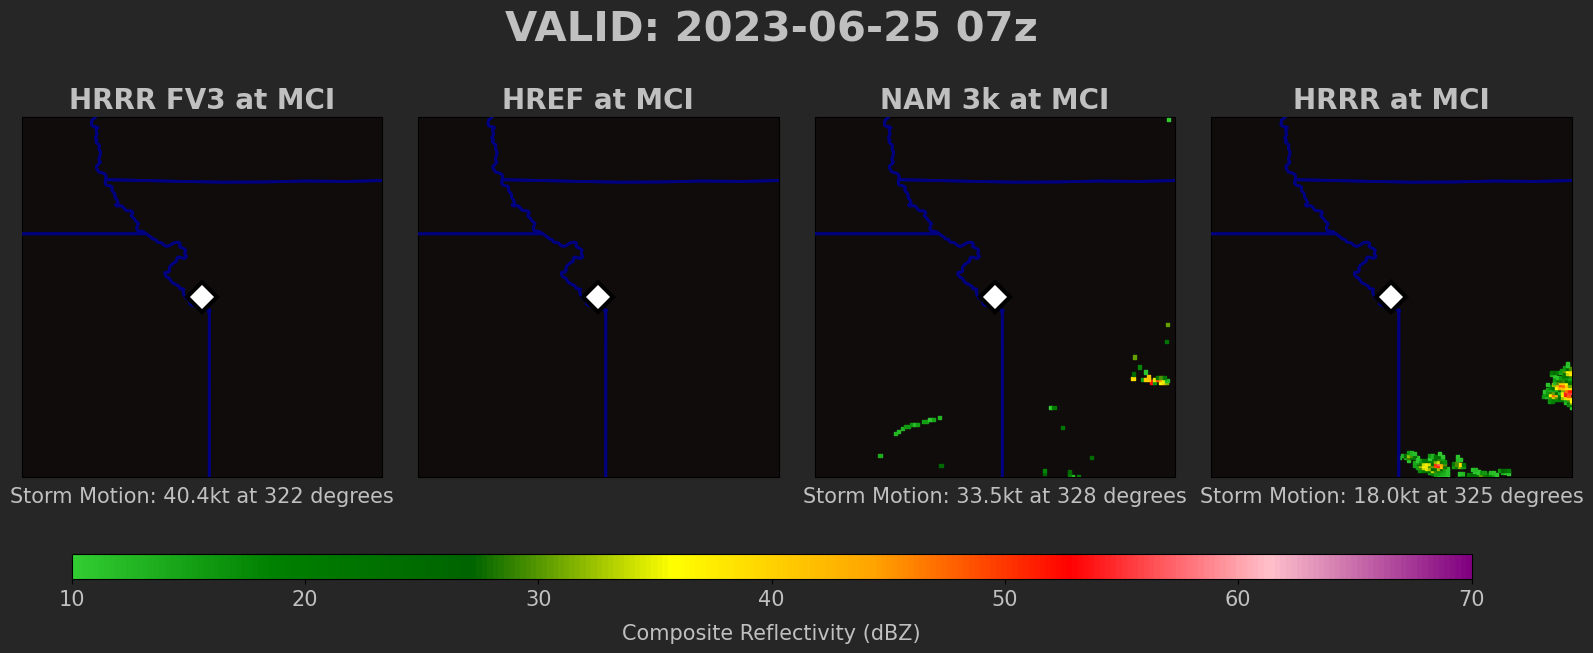 VALID: 2023-06-25 07z
HRRR FV3 at MCI
HREF at MCI
NAM 3k at MCI
HRRR at MCI
Storm Motion: 40.4kt at 322 degrees
Storm Motion: 33.5kt at 328 degrees
Storm Motion: 18.0kt at 325 degrees
10 20 30 40 50 60 70
Composite Reflectivity (dBZ)